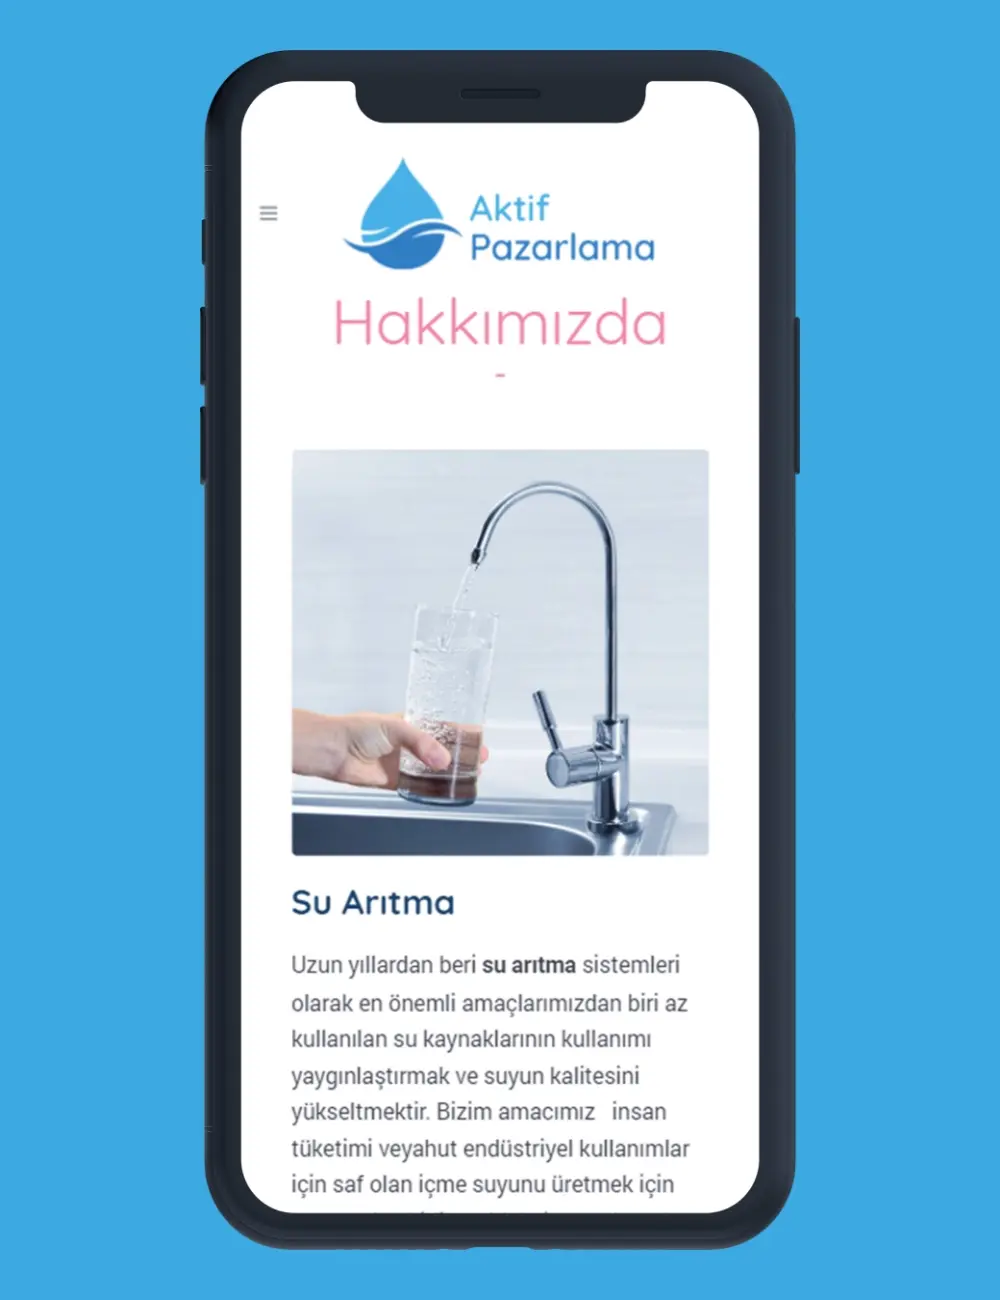 Aktif
Pazarlama
Hakkımızda
-
Su Arıtma
Uzun yıllardan beri su arıtma sistemleri
olarak en önemli amaçlarımızdan biri az
kullanılan su kaynaklarının kullanımı
yaygınlaştırmak ve suyun kalitesini
yükseltmektir. Bizim amacımız insan
tüketimi veyahut endüstriyel kullanımlar
için saf olan içme suyunu üretmek için